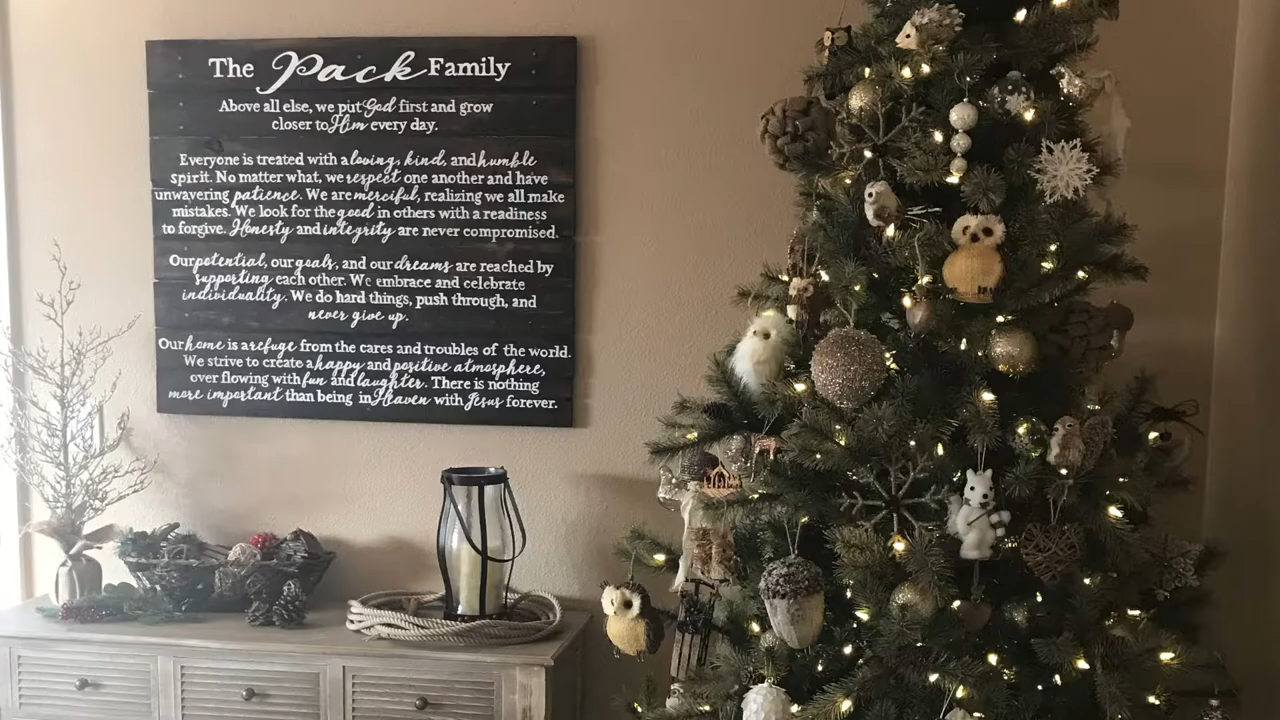 The Pack Family
Above all else, we put God first and grow
closer to Him every day.
Everyone is treated with a loving, kind, and humble
spirit. No matter what, we respect one another and have
unwavering patience. We are merciful, realizing we all make
mistakes. We look for the good in others with a readiness
to forgive. Honesty and integrity are never compromised.
Our potential, our goals, and our dreams are reached by
supporting each other. We embrace and celebrate
individuality. We do hard things, push through, and
never give up.
Our home is a refuge from the cares and troubles of the world.
We strive to create a happy and positive atmosphere,
over flowing with fun and laughter. There is nothing
more important than being in Heaven with Jesus forever.